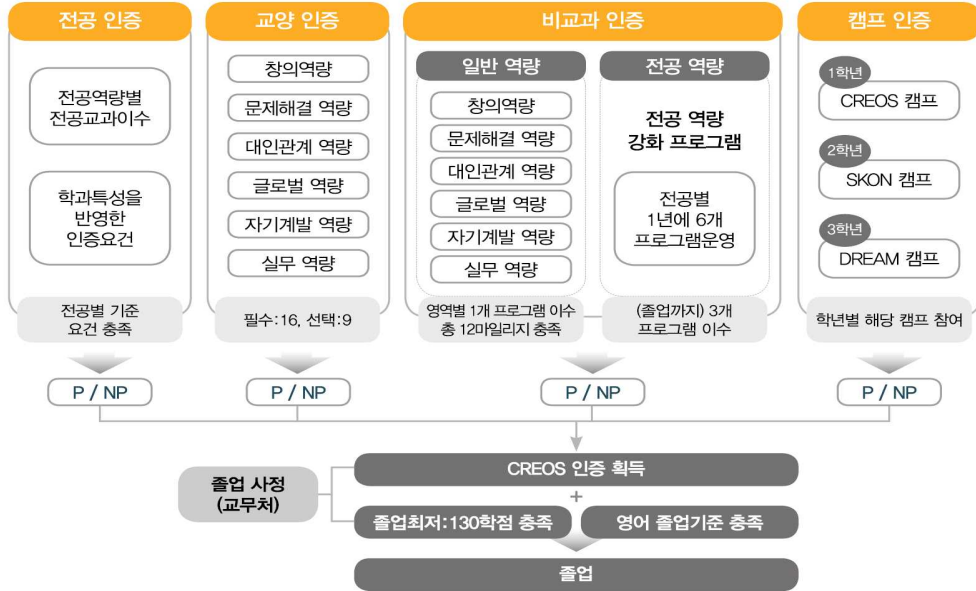 전공 인증
전공역량별
전공교과이수
학과특성을
반영한
인증요건
전공별 기준
요건 충족
P / NP
교양 인증
창의역량
문제해결 역량
대인관계 역량
글로벌 역량
자기계발 역량
실무 역량
필수:16, 선택:9
P / NP
비교과 인증
일반 역량
창의역량
문제해결 역량
대인관계 역량
글로벌 역량
자기계발 역량
실무 역량
영역별 1개 프로그램 이수
총 12마일리지 충족
전공 역량
전공 역량
강화 프로그램
전공별
1년에 6개
프로그램운영
(졸업까지) 3개
프로그램 이수
P / NP
캠프 인증
1학년
CREOS 캠프
2학년
SKON 캠프
3학년
DREAM 캠프
학년별 해당 캠프 참여
P / NP
졸업 사정
(교무처)
CREOS 인증 획득
+
졸업최저:130학점 충족
영어 졸업기준 충족
졸업